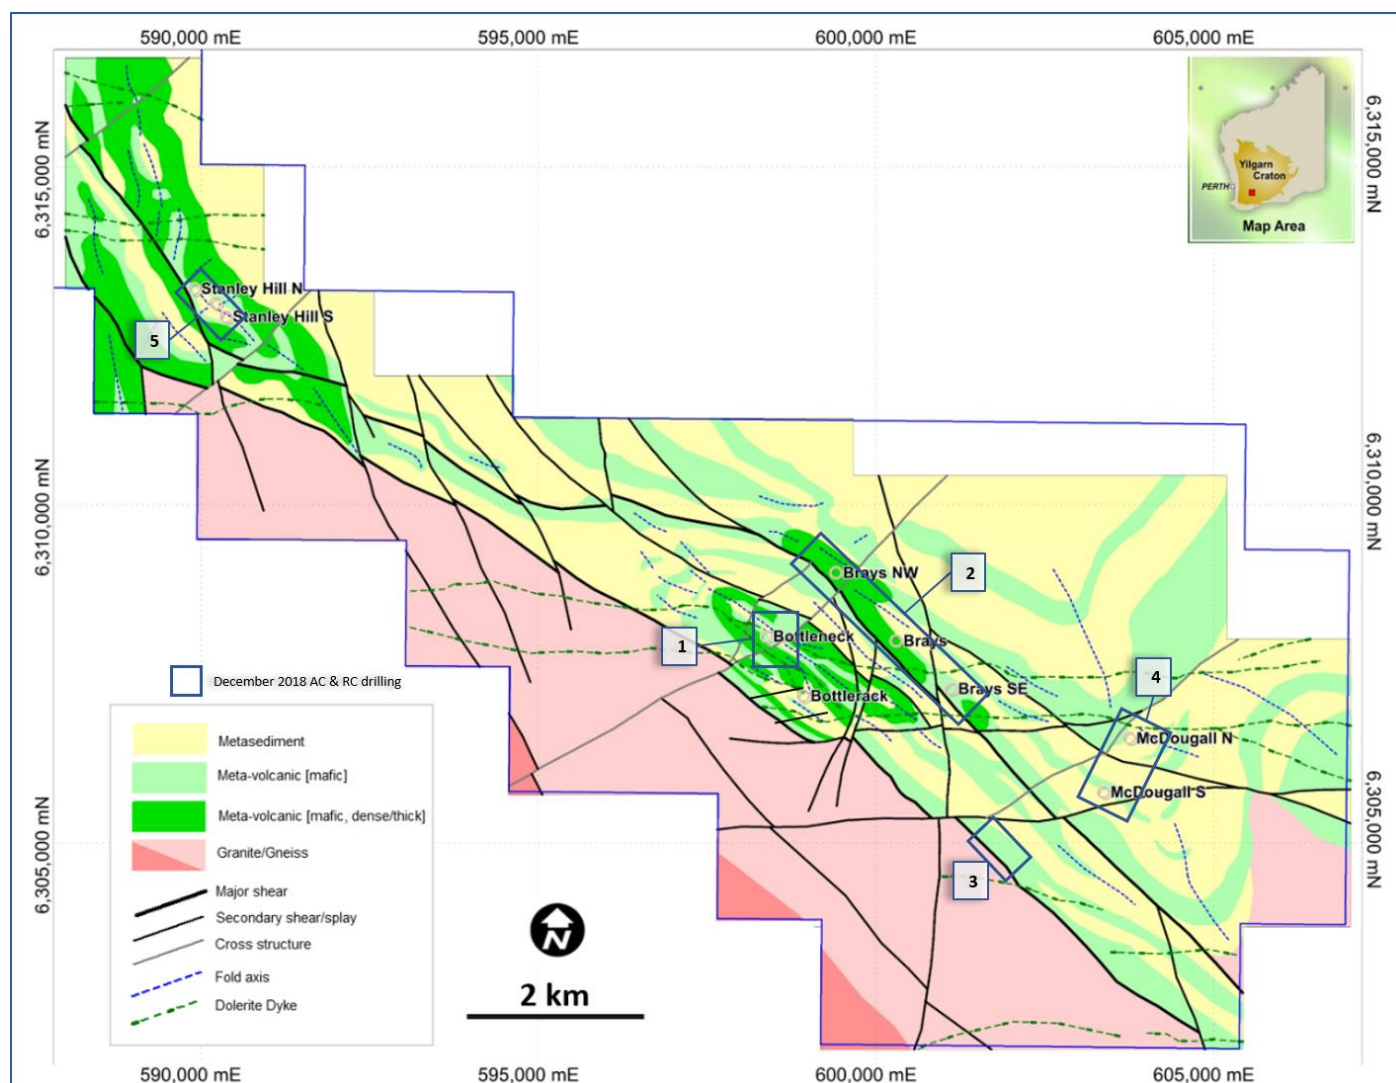 590,000 mE
595,000 mE
600,000 mE
605,000 mE
6,315,000 mN
6,315,000 mN
Yilgarn
Craton
PERTH
Map Area
Stanley Hill N
Stanley Hill S
5
6,310,000 mN
6,310,000 mN
Brays NW
2
Bottleneck
Brays
1
4
Brays SE
Bottlerack
December 2018 AC & RC drilling
McDougall N
McDougall S
6,305,000 mN
6,305,000 mN
3
Metasediment
Meta-volcanic [mafic]
Meta-volcanic [mafic, dense/thick]
Granite/Gneiss
Major shear
Secondary shear/splay
Cross structure
Fold axis
Dolerite Dyke
N
2 km
590,000 mE
595,000 mE
600,000 mE
605,000 mE